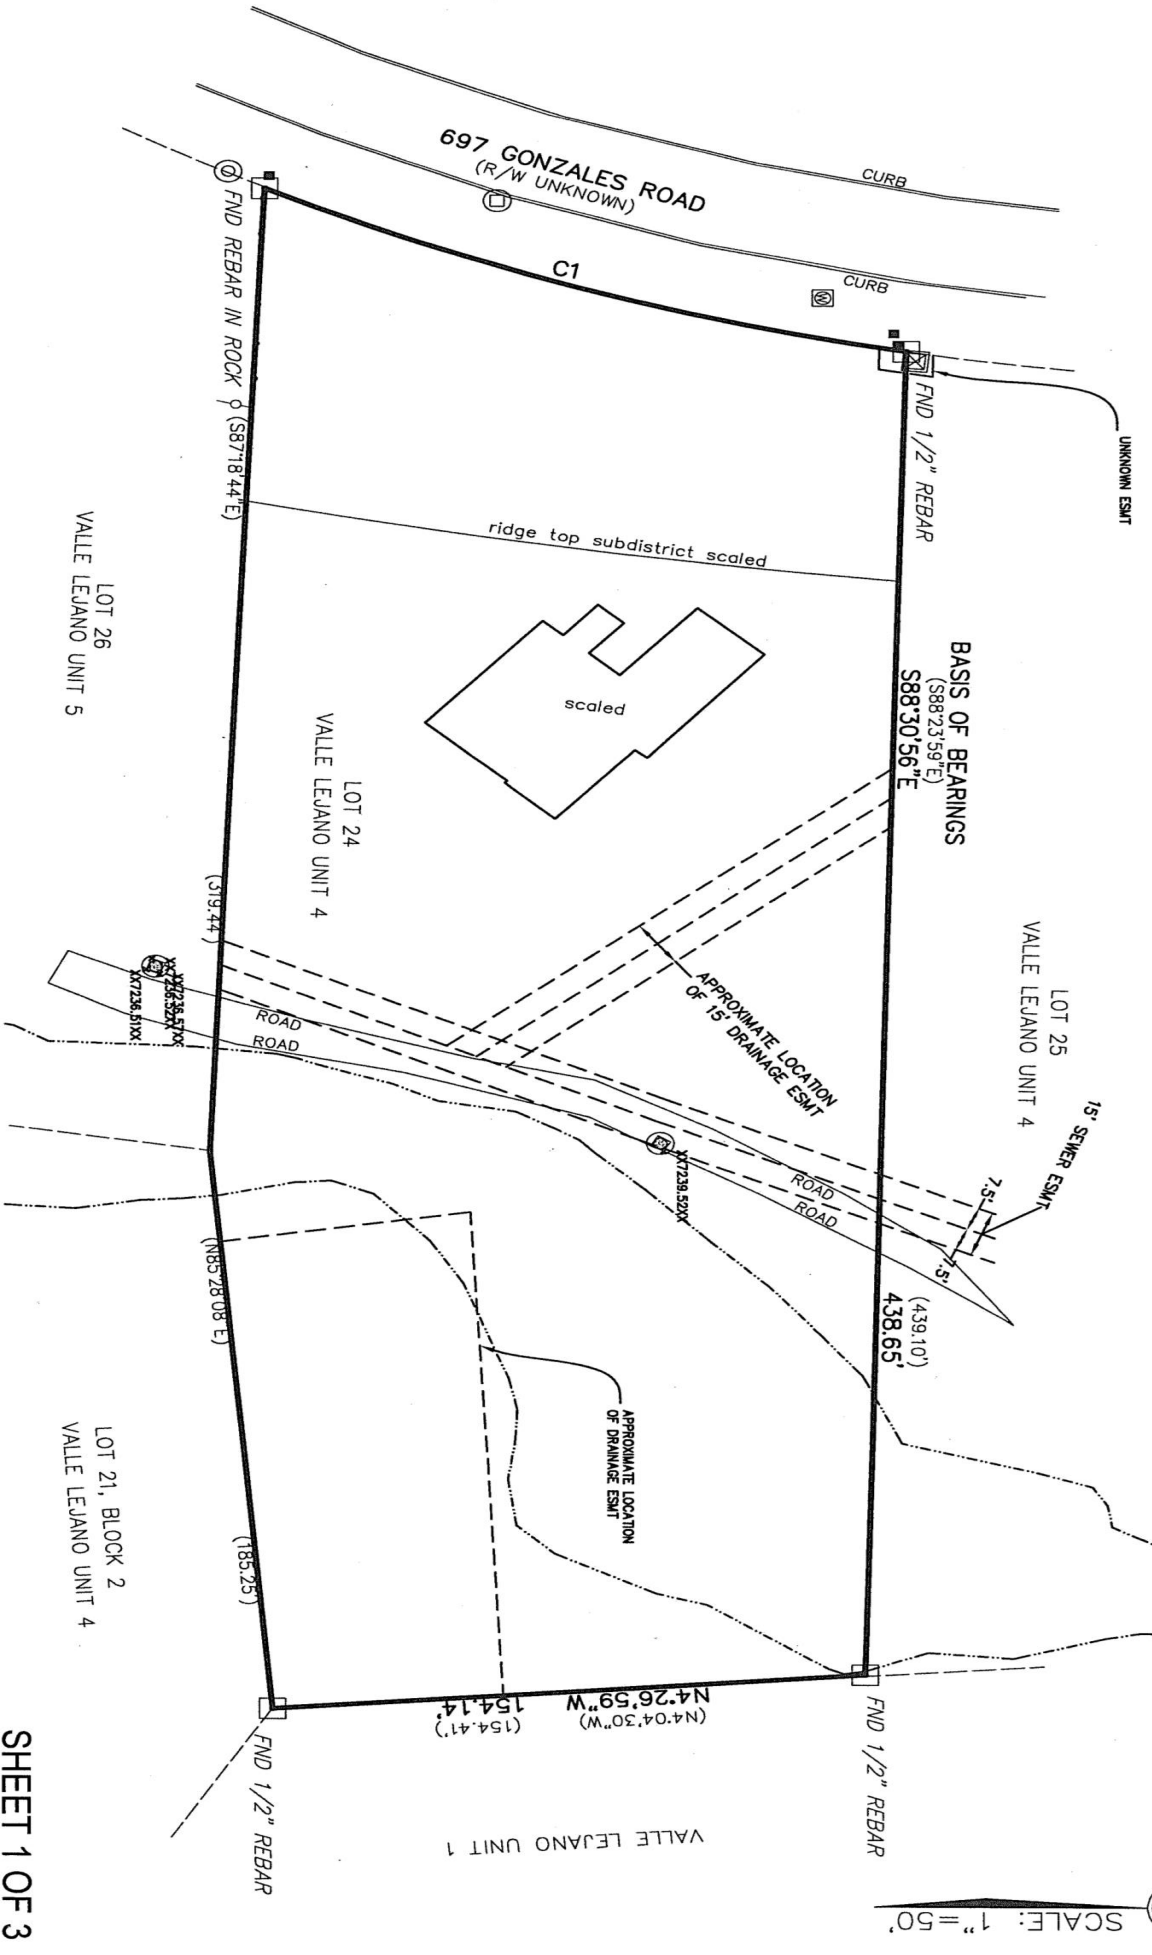 CURB
697 GONZALES ROAD
(R/W UNKNOWN)
CURB
C1
UNKNOWN ESMT
FND REBAR IN ROCK
(S87°18'44"E)
FND 1/2" REBAR
ridge top subdistrict scaled
LOT 26
VALLE LEJANO UNIT 5
BASIS OF BEARINGS
(S88°23'59"E)
S88°30'56"E
scaled
LOT 24
VALLE LEJANO UNIT 4
LOT 25
VALLE LEJANO UNIT 4
(319.44')
APPROXIMATE LOCATION
OF 15' DRAINAGE ESMT
XX7236.57XX
XX7236.52XX
XX7236.51XX
ROAD
ROAD
15' SEWER ESMT
7.5'
7.5'
XX7239.52XX
ROAD
ROAD
(N85°28'08"E)
(439.10')
438.65'
APPROXIMATE LOCATION
OF DRAINAGE ESMT
LOT 21, BLOCK 2
VALLE LEJANO UNIT 4
(185.25')
N4°26'59"W
(N4°04'30"W)
154.14'
(154.41')
FND 1/2" REBAR
FND 1/2" REBAR
VALLE LEJANO UNIT 1
SCALE: 1"=50'
SHEET 1 OF 3